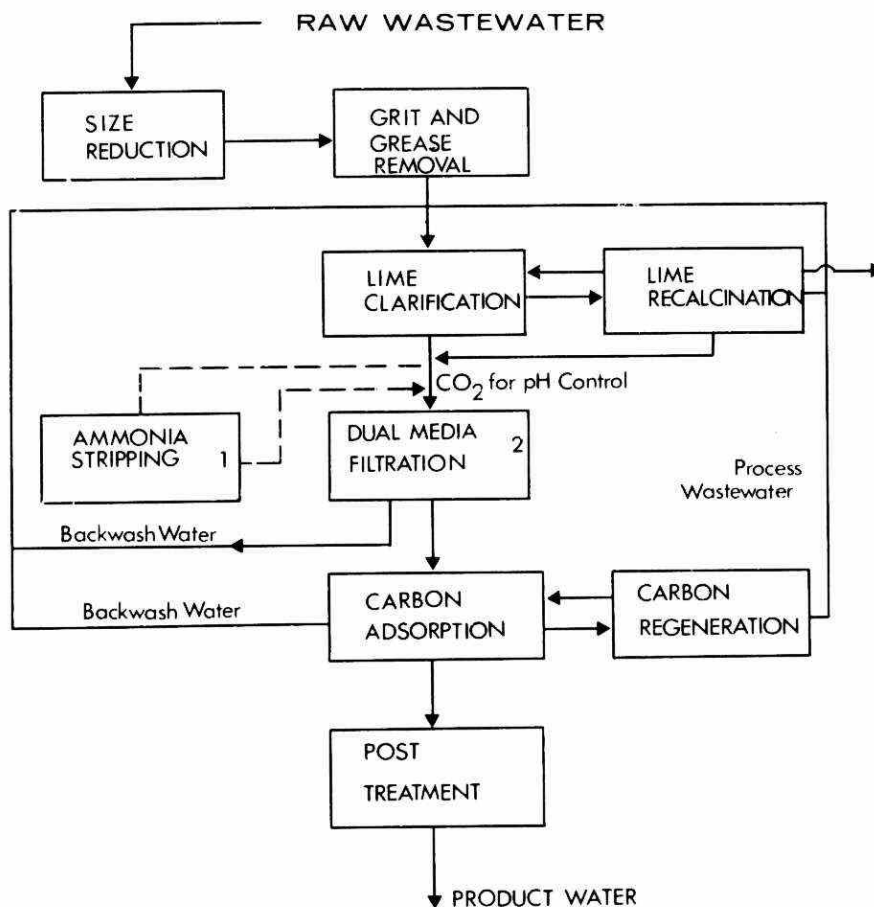 RAW WASTEWATER
SIZE
REDUCTION
GRIT AND
GREASE
REMOVAL
LIME
CLARIFICATION
LIME
RECALCINATION
CO2 for pH Control
AMMONIA
STRIPPING 1
DUAL MEDIA
FILTRATION 2
Process
Wastewater
Backwash Water
Backwash Water
CARBON
ADSORPTION
CARBON
REGENERATION
POST
TREATMENT
PRODUCT WATER